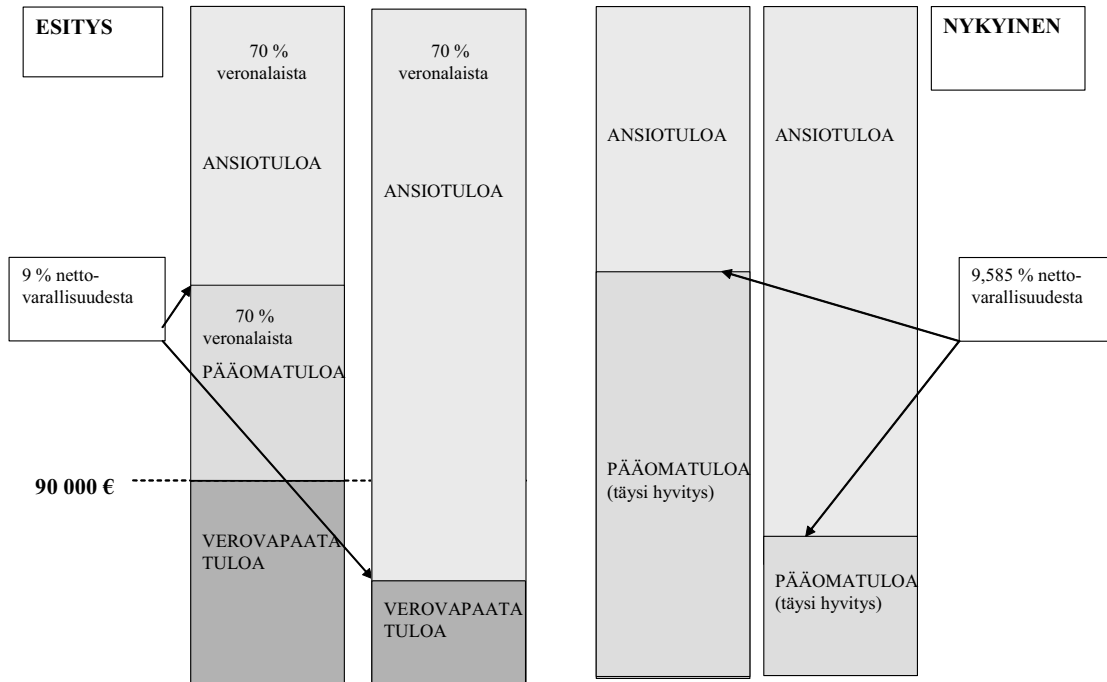 ESITYS
70 %
veronalaista
ANSIOTULOA
9 % netto-
varallisuudesta
70 %
veronalaista
PÄÄOMATULOA
90 000 €
VEROVAPAATA
TULOA
70 %
veronalaista
ANSIOTULOA
VEROVAPAATA
TULOA
NYKYINEN
ANSIOTULOA
PÄÄOMATULOA
(täysi hyvitys)
ANSIOTULOA
9,585 % netto-
varallisuudesta
PÄÄOMATULOA
(täysi hyvitys)